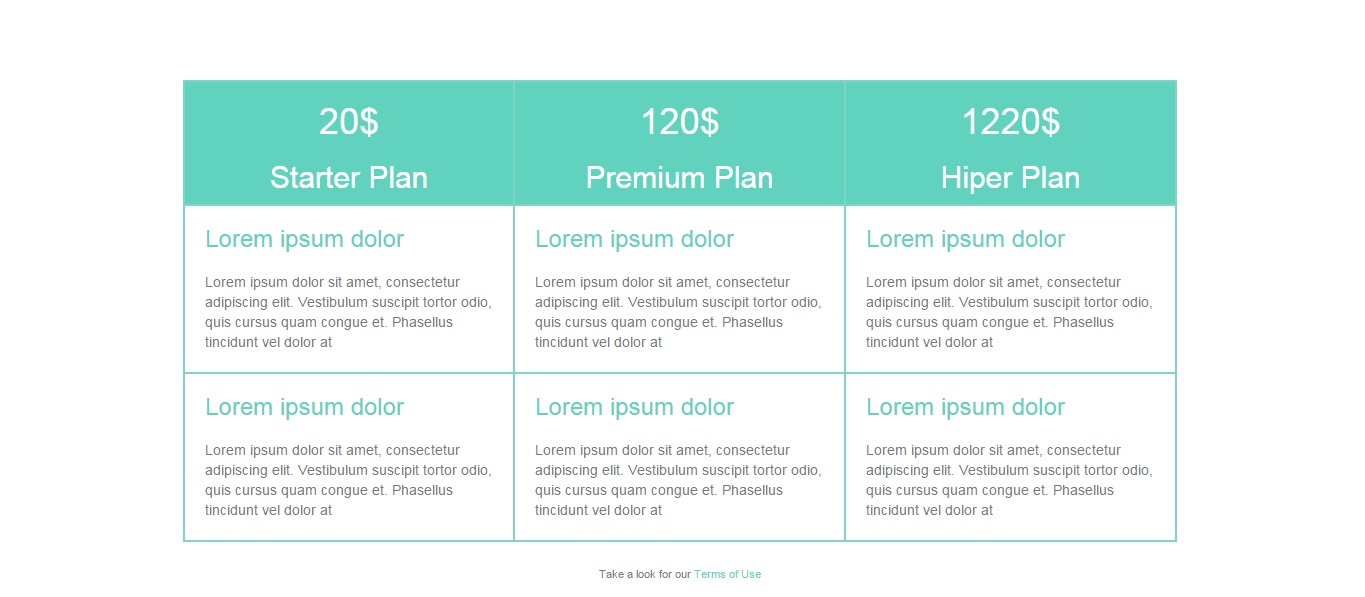 20$
Starter Plan
120$
Premium Plan
1220$
Hiper Plan
Lorem ipsum dolor
Lorem ipsum dolor sit amet, consectetur
adipiscing elit. Vestibulum suscipit tortor odio,
quis cursus quam congue et. Phasellus
tincidunt vel dolor at
Lorem ipsum dolor
Lorem ipsum dolor sit amet, consectetur
adipiscing elit. Vestibulum suscipit tortor odio,
quis cursus quam congue et. Phasellus
tincidunt vel dolor at
Lorem ipsum dolor
Lorem ipsum dolor sit amet, consectetur
adipiscing elit. Vestibulum suscipit tortor odio,
quis cursus quam congue et. Phasellus
tincidunt vel dolor at
Lorem ipsum dolor
Lorem ipsum dolor sit amet, consectetur
adipiscing elit. Vestibulum suscipit tortor odio,
quis cursus quam congue et. Phasellus
tincidunt vel dolor at
Lorem ipsum dolor
Lorem ipsum dolor sit amet, consectetur
adipiscing elit. Vestibulum suscipit tortor odio,
quis cursus quam congue et. Phasellus
tincidunt vel dolor at
Lorem ipsum dolor
Lorem ipsum dolor sit amet, consectetur
adipiscing elit. Vestibulum suscipit tortor odio,
quis cursus quam congue et. Phasellus
tincidunt vel dolor at
Take a look for our Terms of Use